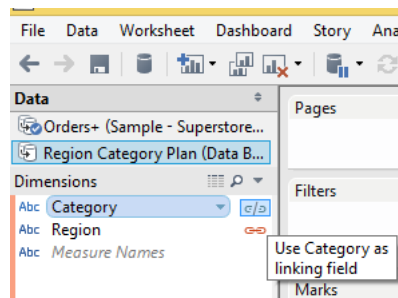 File Data Worksheet Dashboard Story Ana
Data
Pages
Orders+ (Sample - Superstore...
Region Category Plan (Data B...
Dimensions
Filters
Abc Category
Abc Region
Abc Measure Names
Use Category as
linking field
Marks